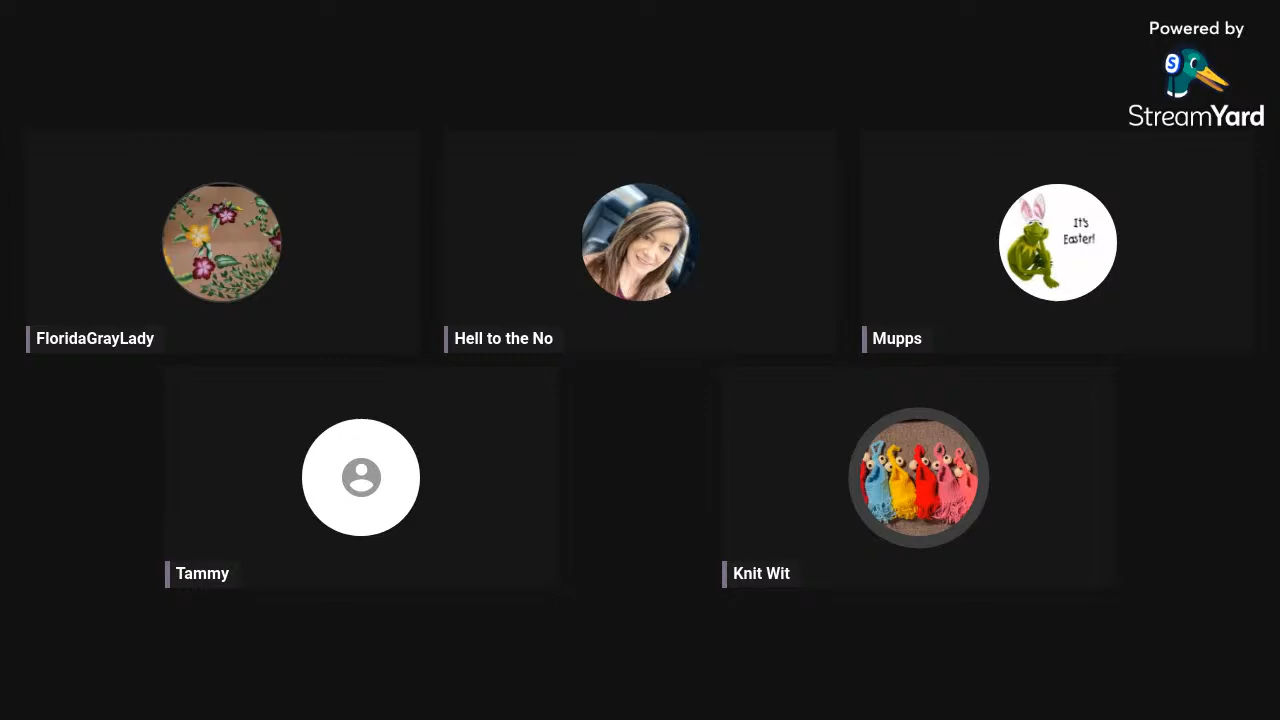 Powered by
S
StreamYard
It's
Easter!
FloridaGrayLady
Hell to the No
Mupps
Tammy
Knit Wit